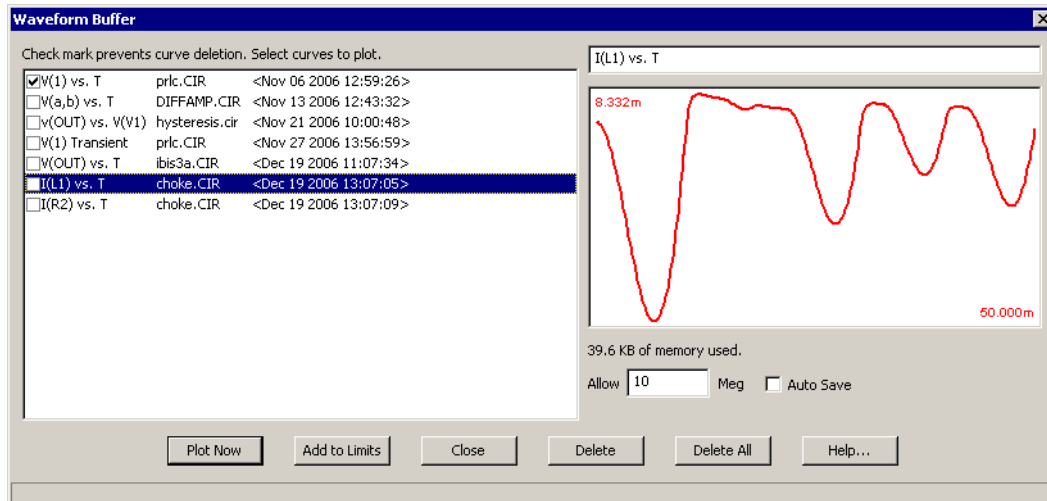 Waveform Buffer
Check mark prevents curve deletion. Select curves to plot.
V(1) vs. T prlc.CIR <Nov 06 2006 12:59:26>
V(a,b) vs. T DIFFAMP.CIR <Nov 13 2006 12:43:32>
v(OUT) vs. V(V1) hysteresis.cir <Nov 21 2006 10:00:48>
V(1) Transient prlc.CIR <Nov 27 2006 13:56:59>
V(OUT) vs. T ibis3a.CIR <Dec 19 2006 11:07:34>
I(L1) vs. T choke.CIR <Dec 19 2006 13:07:05>
I(R2) vs. T choke.CIR <Dec 19 2006 13:07:09>
I(L1) vs. T
8.332m
50.000m
39.6 KB of memory used.
Allow 10 Meg Auto Save
Plot Now Add to Limits Close Delete Delete All Help...